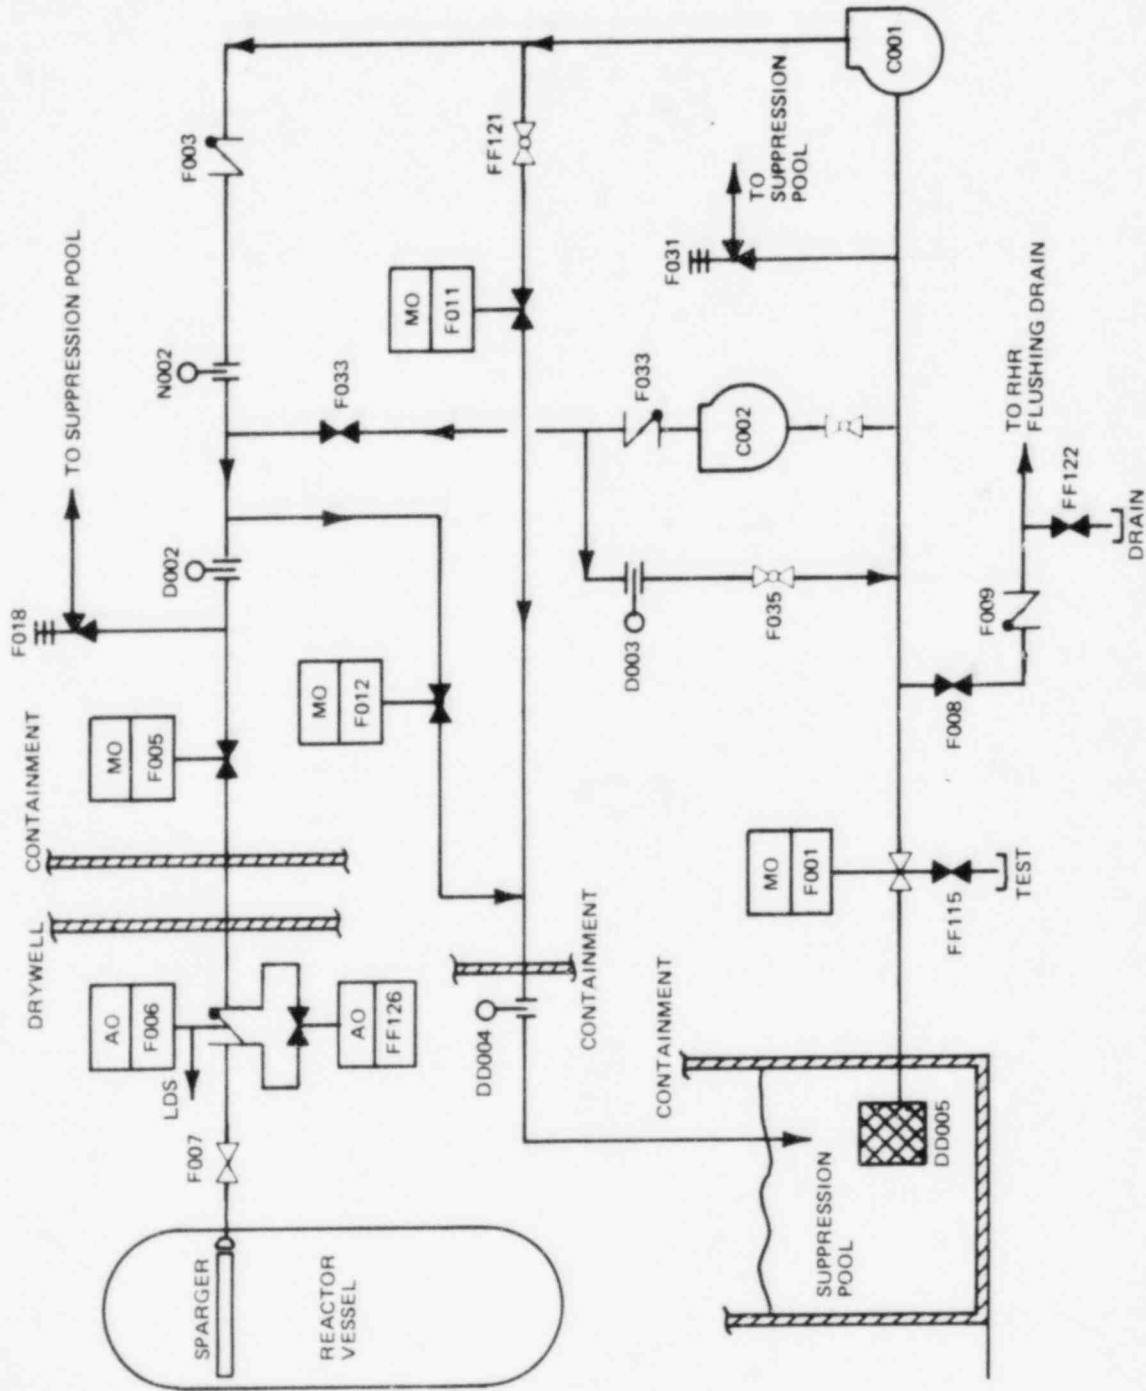 C001
F003
FF121
TO
SUPPRESSION
POOL
TO SUPPRESSION POOL
MO
F011
F031
N002
F033
F033
C002
TO RHR
FLUSHING DRAIN
FF122
DRAIN
F018
D002
D003
F035
F009
MO
F012
F008
MO
F005
CONTAINMENT
MO
F001
FF115
TEST
DRYWELL
AO
F006
AO
FF126
LDS
DD004
CONTAINMENT
CONTAINMENT
F007
DD005
SUPPRESSION
POOL
SPARGER
REACTOR
VESSEL